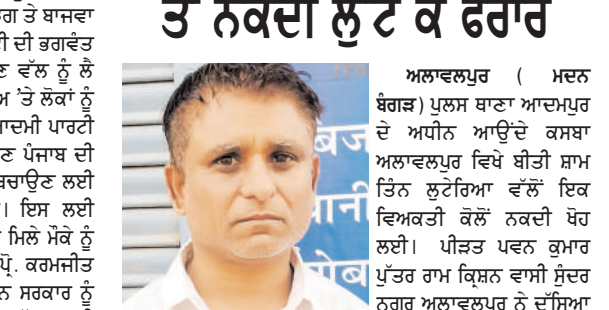 ਤੇ ਬਾਜਵਾ
ਦੀ ਭਗਵੰਤ
ਵੱਲ ਨੂੰ ਲੈ
'ਤੇ ਲੋਕਾਂ ਨੂੰ
ਆਦਮੀ ਪਾਰਟੀ
ਪੰਜਾਬ ਦੀ
ਬਚਾਉਣ ਲਈ
। ਇਸ ਲਈ
ਮਿਲੇ ਮੌਕੇ ਨੂੰ
ਪ੍ਰੋ. ਕਰਮਜੀਤ
ਸਰਕਾਰ ਨੂੰ
ਨਕਦੀ ਲੁੱਟ ਕੇ ਫਰਾਰ
ਅਲਾਵਲਪੁਰ ( ਮਦਨ
ਬੰਗੜ) ਪੁਲਸ ਥਾਣਾ ਆਦਮਪੁਰ
ਦੇ ਅਧੀਨ ਆਉਂਦੇ ਕਸਬਾ
ਅਲਾਵਲਪੁਰ ਵਿਖੇ ਬੀਤੀ ਸ਼ਾਮ
ਤਿੰਨ ਲੁਟੇਰਿਆ ਵੱਲੋਂ ਇਕ
ਵਿਅਕਤੀ ਕੋਲੋਂ ਨਕਦੀ ਖੋਹ
ਲਈ। ਪੀੜਤ ਪਵਨ ਕੁਮਾਰ
ਪੁੱਤਰ ਰਾਮ ਕ੍ਰਿਸ਼ਨ ਵਾਸੀ ਸੁੰਦਰ
ਨਗਰ ਅਲਾਵਲਪੁਰ ਨੇ ਦੱਸਿਆ